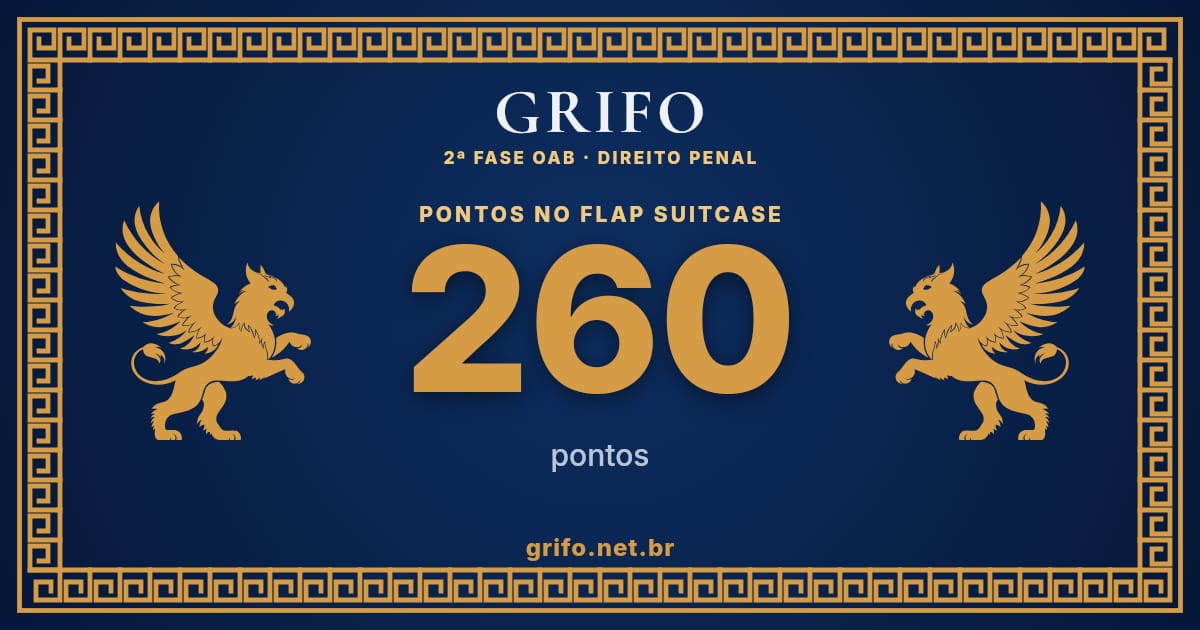 GRIFO
2ª FASE OAB · DIREITO PENAL
PONTOS NO FLAP SUITCASE
260
pontos
grifo.net.br